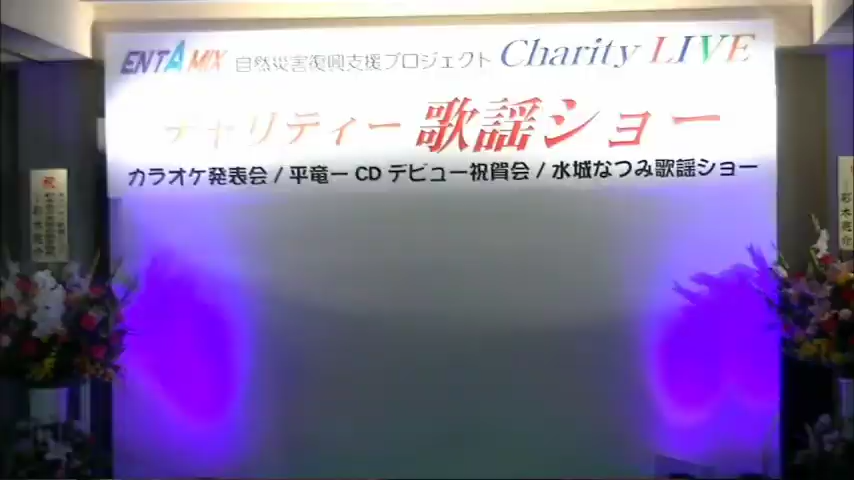 ENTA MIX 自然災害復興支援プロジェクト Charity LIVE
チャリティー 歌謡ショー
カラオケ発表会 / 平竜一 CD デビュー祝賀会 / 水城なつみ歌謡ショー
祝